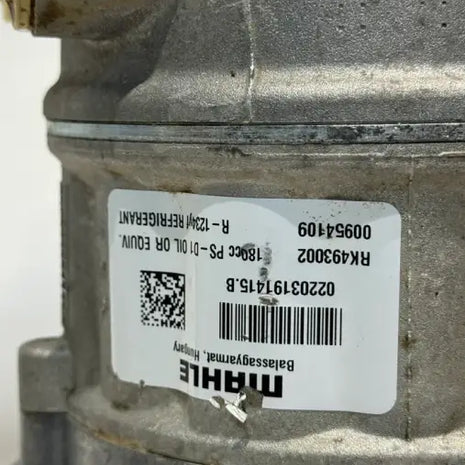 MAHLE
Balassagyarmat, Hungary
02203191415.B
RK493002 180cc PS-D1 OIL OR EQUIV.
00954109 R-1234yf REFRIGERANT